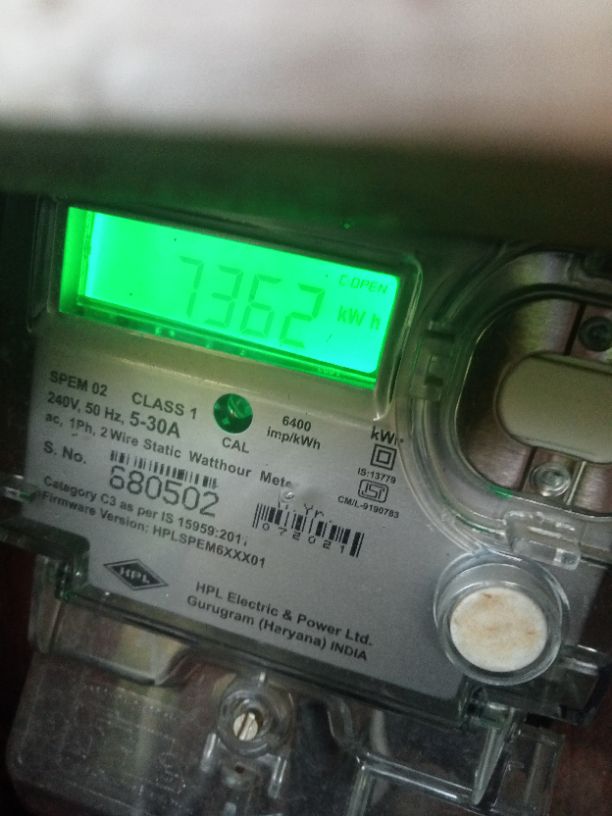 C.OPEN
7362 kWh
SPEM 02 CLASS 1
240V, 50 Hz, 5-30A
CAL
6400
imp/kWh
ac, 1Ph, 2 Wire Static Watthour Mete
S. No.
680502
Category C3 as per IS 15959:201
Firmware Version: HPLSPEM6XXX01
072021
IS:13779
CM/L-9190783
HPL
HPL Electric & Power Ltd.
Gurugram (Haryana) INDIA